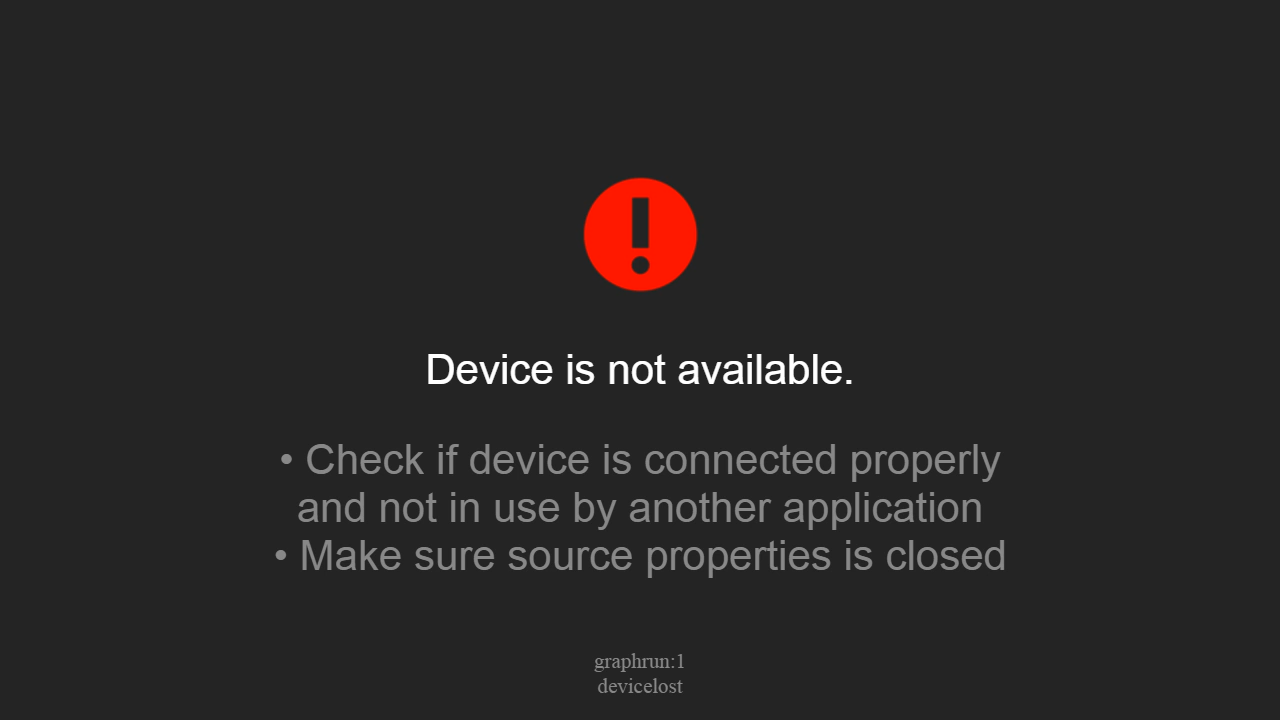 Device is not available.
• Check if device is connected properly
and not in use by another application
• Make sure source properties is closed
graphrun:1
devicelost